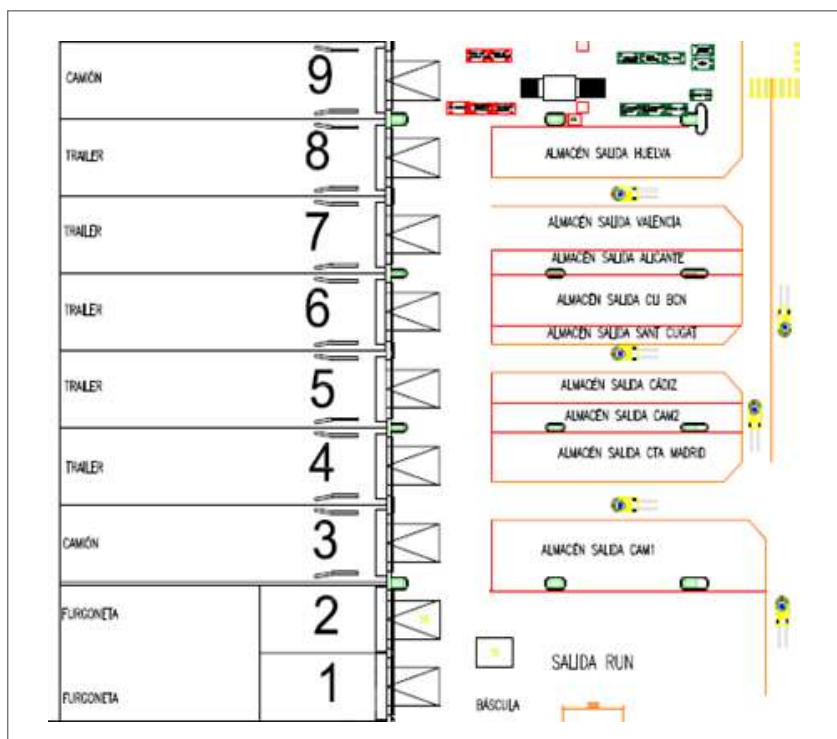 9
CAMIÓN
8
TRAILER
ALMACÉN SALIDA HUELVA
7
TRAILER
ALMACÉN SALIDA VALENCIA
ALMACÉN SALIDA ALICANTE
6
TRAILER
ALMACÉN SALIDA CLI BCN
ALMACÉN SALIDA SANT CUGAT
5
TRAILER
ALMACÉN SALIDA CÁDIZ
ALMACÉN SALIDA CAM2
4
TRAILER
ALMACÉN SALIDA CTA MADRID
3
CAMIÓN
ALMACÉN SALIDA CAM1
2
FURGONETA
SALIDA RUN
1
FURGONETA
BÁSCULA